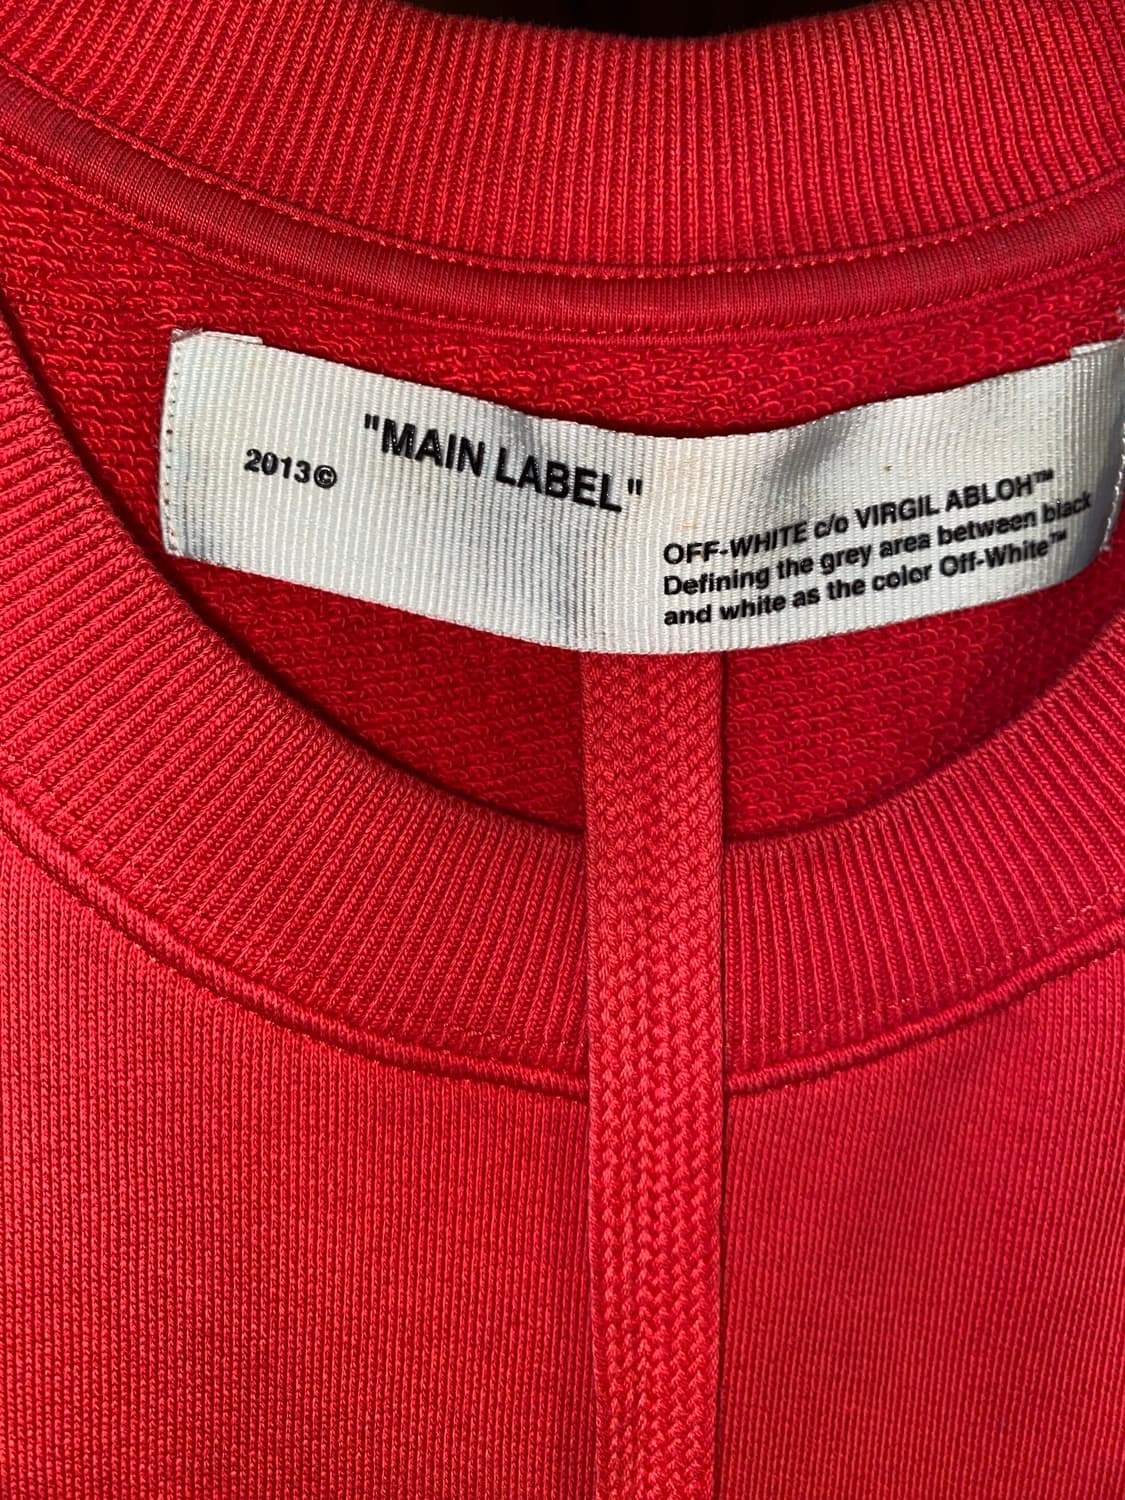 "MAIN LABEL"
2013©
OFF-WHITE c/o VIRGIL ABLOH™
Defining the grey area between black
and white as the color Off-White™